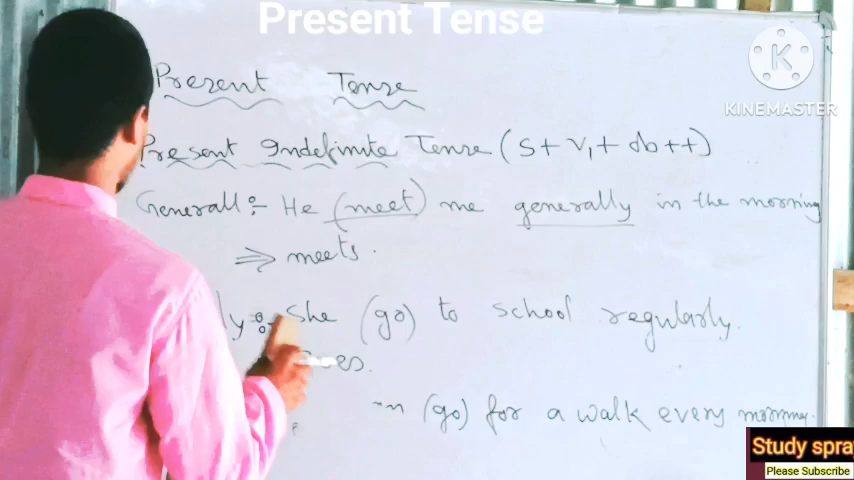 Present Tense
KINEMASTER
Present Tense
Present Indefinite Tense (S+ V1+ ob ++)
Generall :- He (meet) me generally in the morning
⇒ meets.
She (go) to school regularly.
(go) for a walk every morning.
Study spra
Please Subscribe